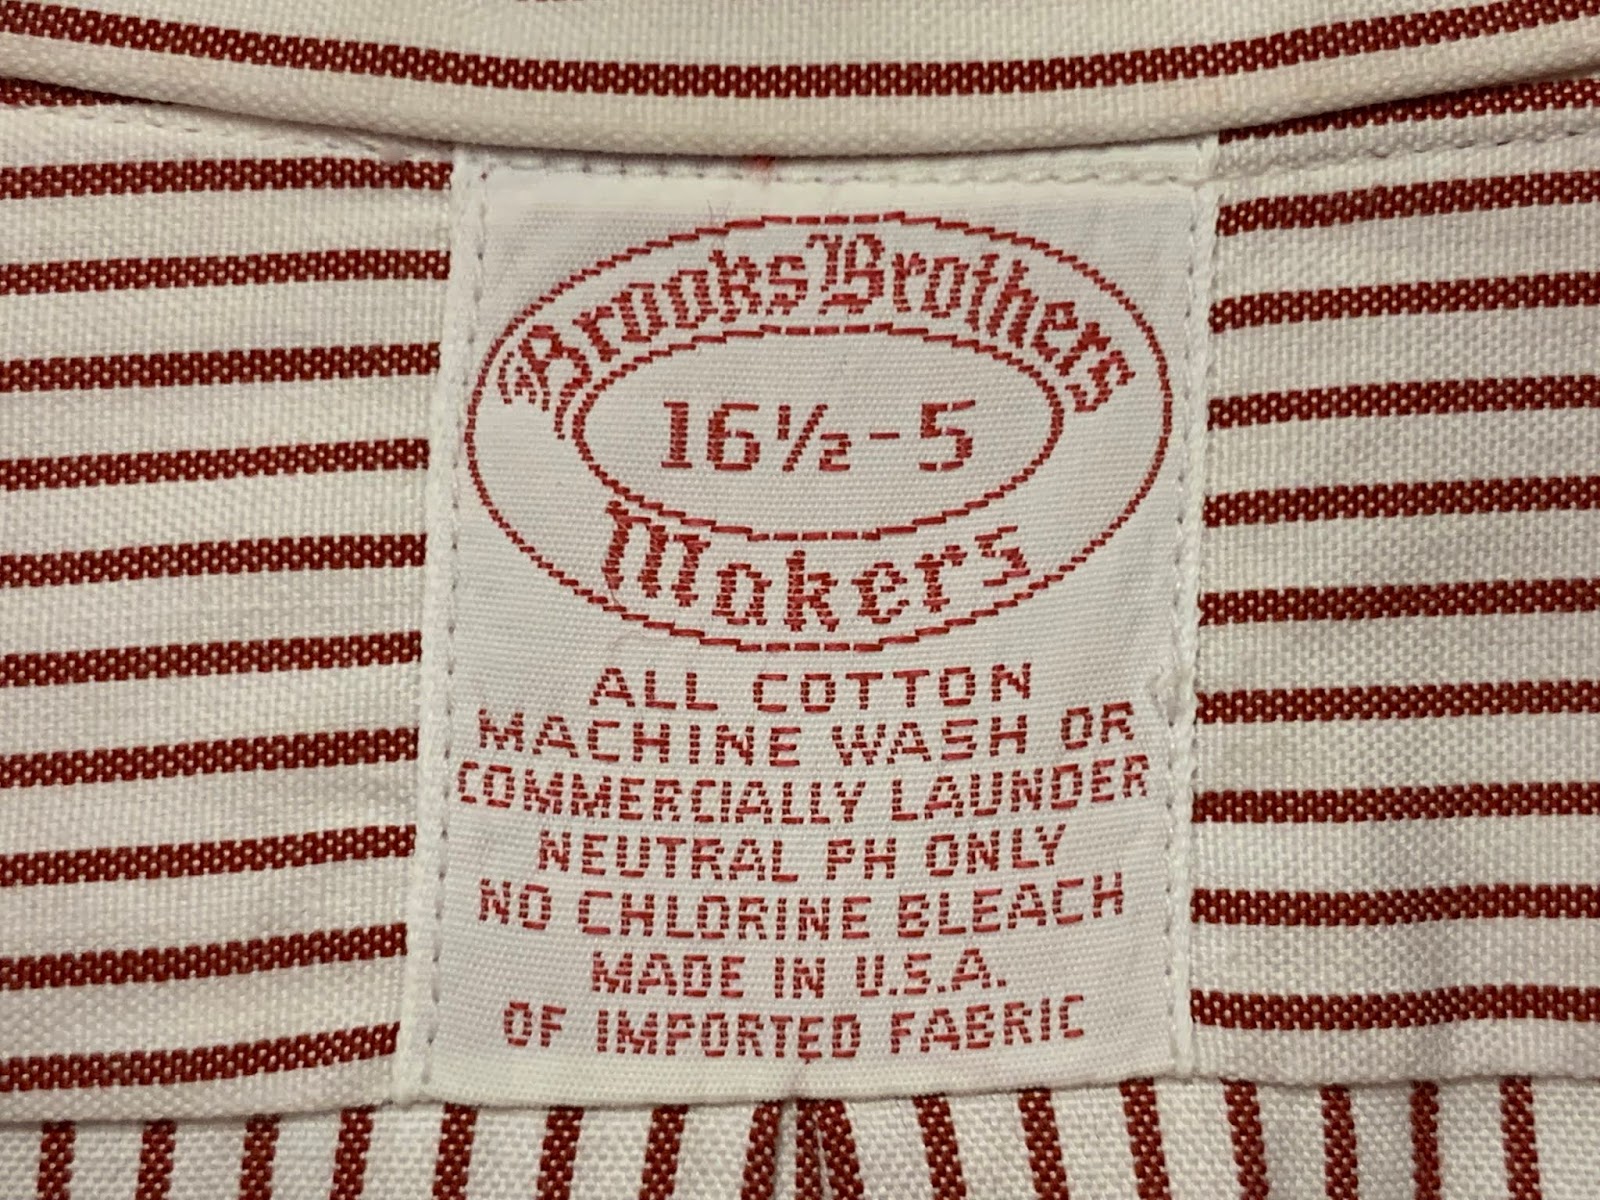 Brooks Brothers
16½-5
Makers
ALL COTTON
MACHINE WASH OR
COMMERCIALLY LAUNDER
NEUTRAL PH ONLY
NO CHLORINE BLEACH
MADE IN U.S.A.
OF IMPORTED FABRIC